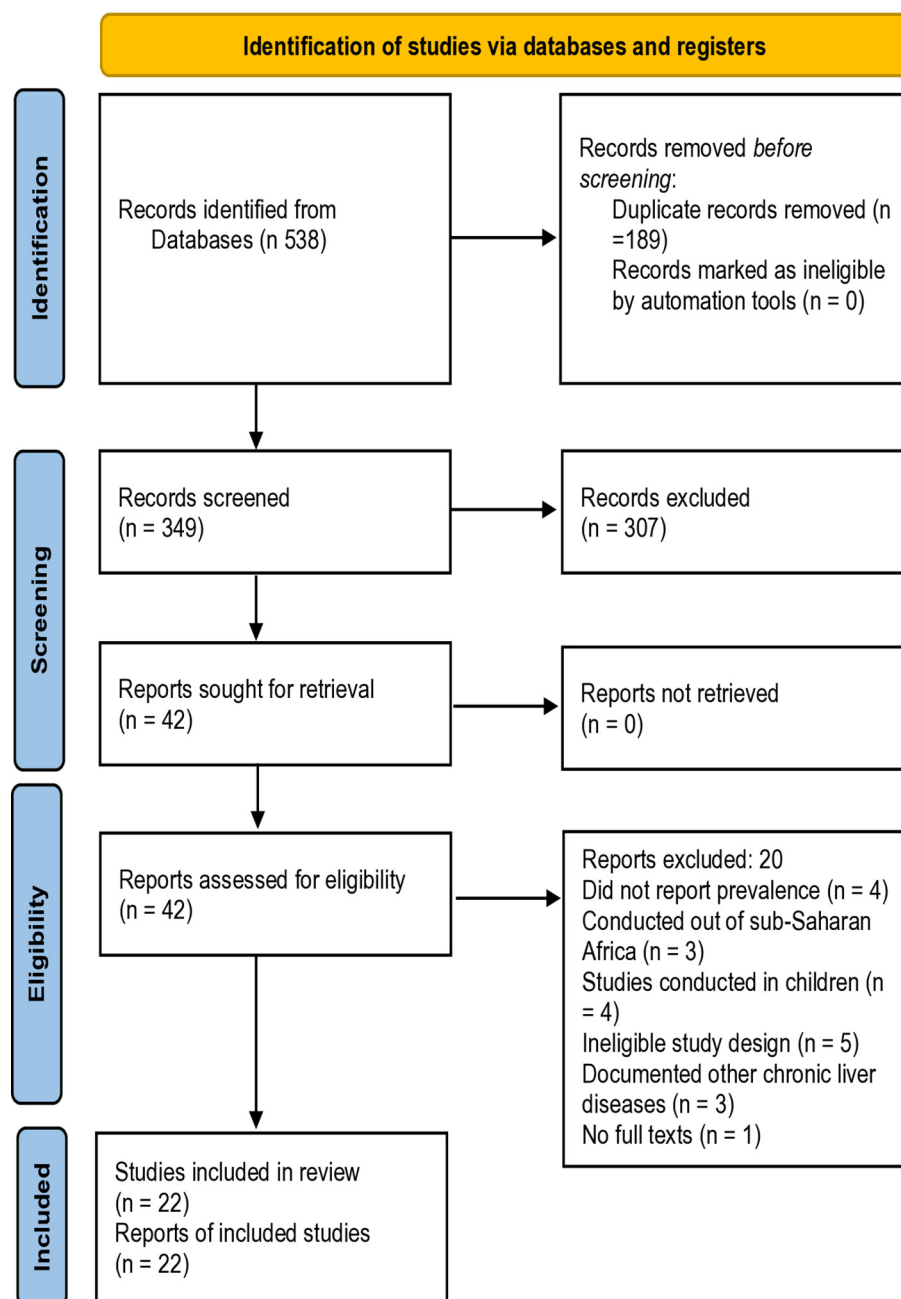 Identification of studies via databases and registers
Identification
Records identified from
Databases (n 538)
Records removed before
screening:
Duplicate records removed (n
=189)
Records marked as ineligible
by automation tools (n = 0)
Screening
Records screened
(n = 349)
Records excluded
(n = 307)
Reports sought for retrieval
(n = 42)
Reports not retrieved
(n = 0)
Eligibility
Reports assessed for eligibility
(n = 42)
Reports excluded: 20
Did not report prevalence (n = 4)
Conducted out of sub-Saharan
Africa (n = 3)
Studies conducted in children (n
= 4)
Ineligible study design (n = 5)
Documented other chronic liver
diseases (n = 3)
No full texts (n = 1)
Included
Studies included in review
(n = 22)
Reports of included studies
(n = 22)